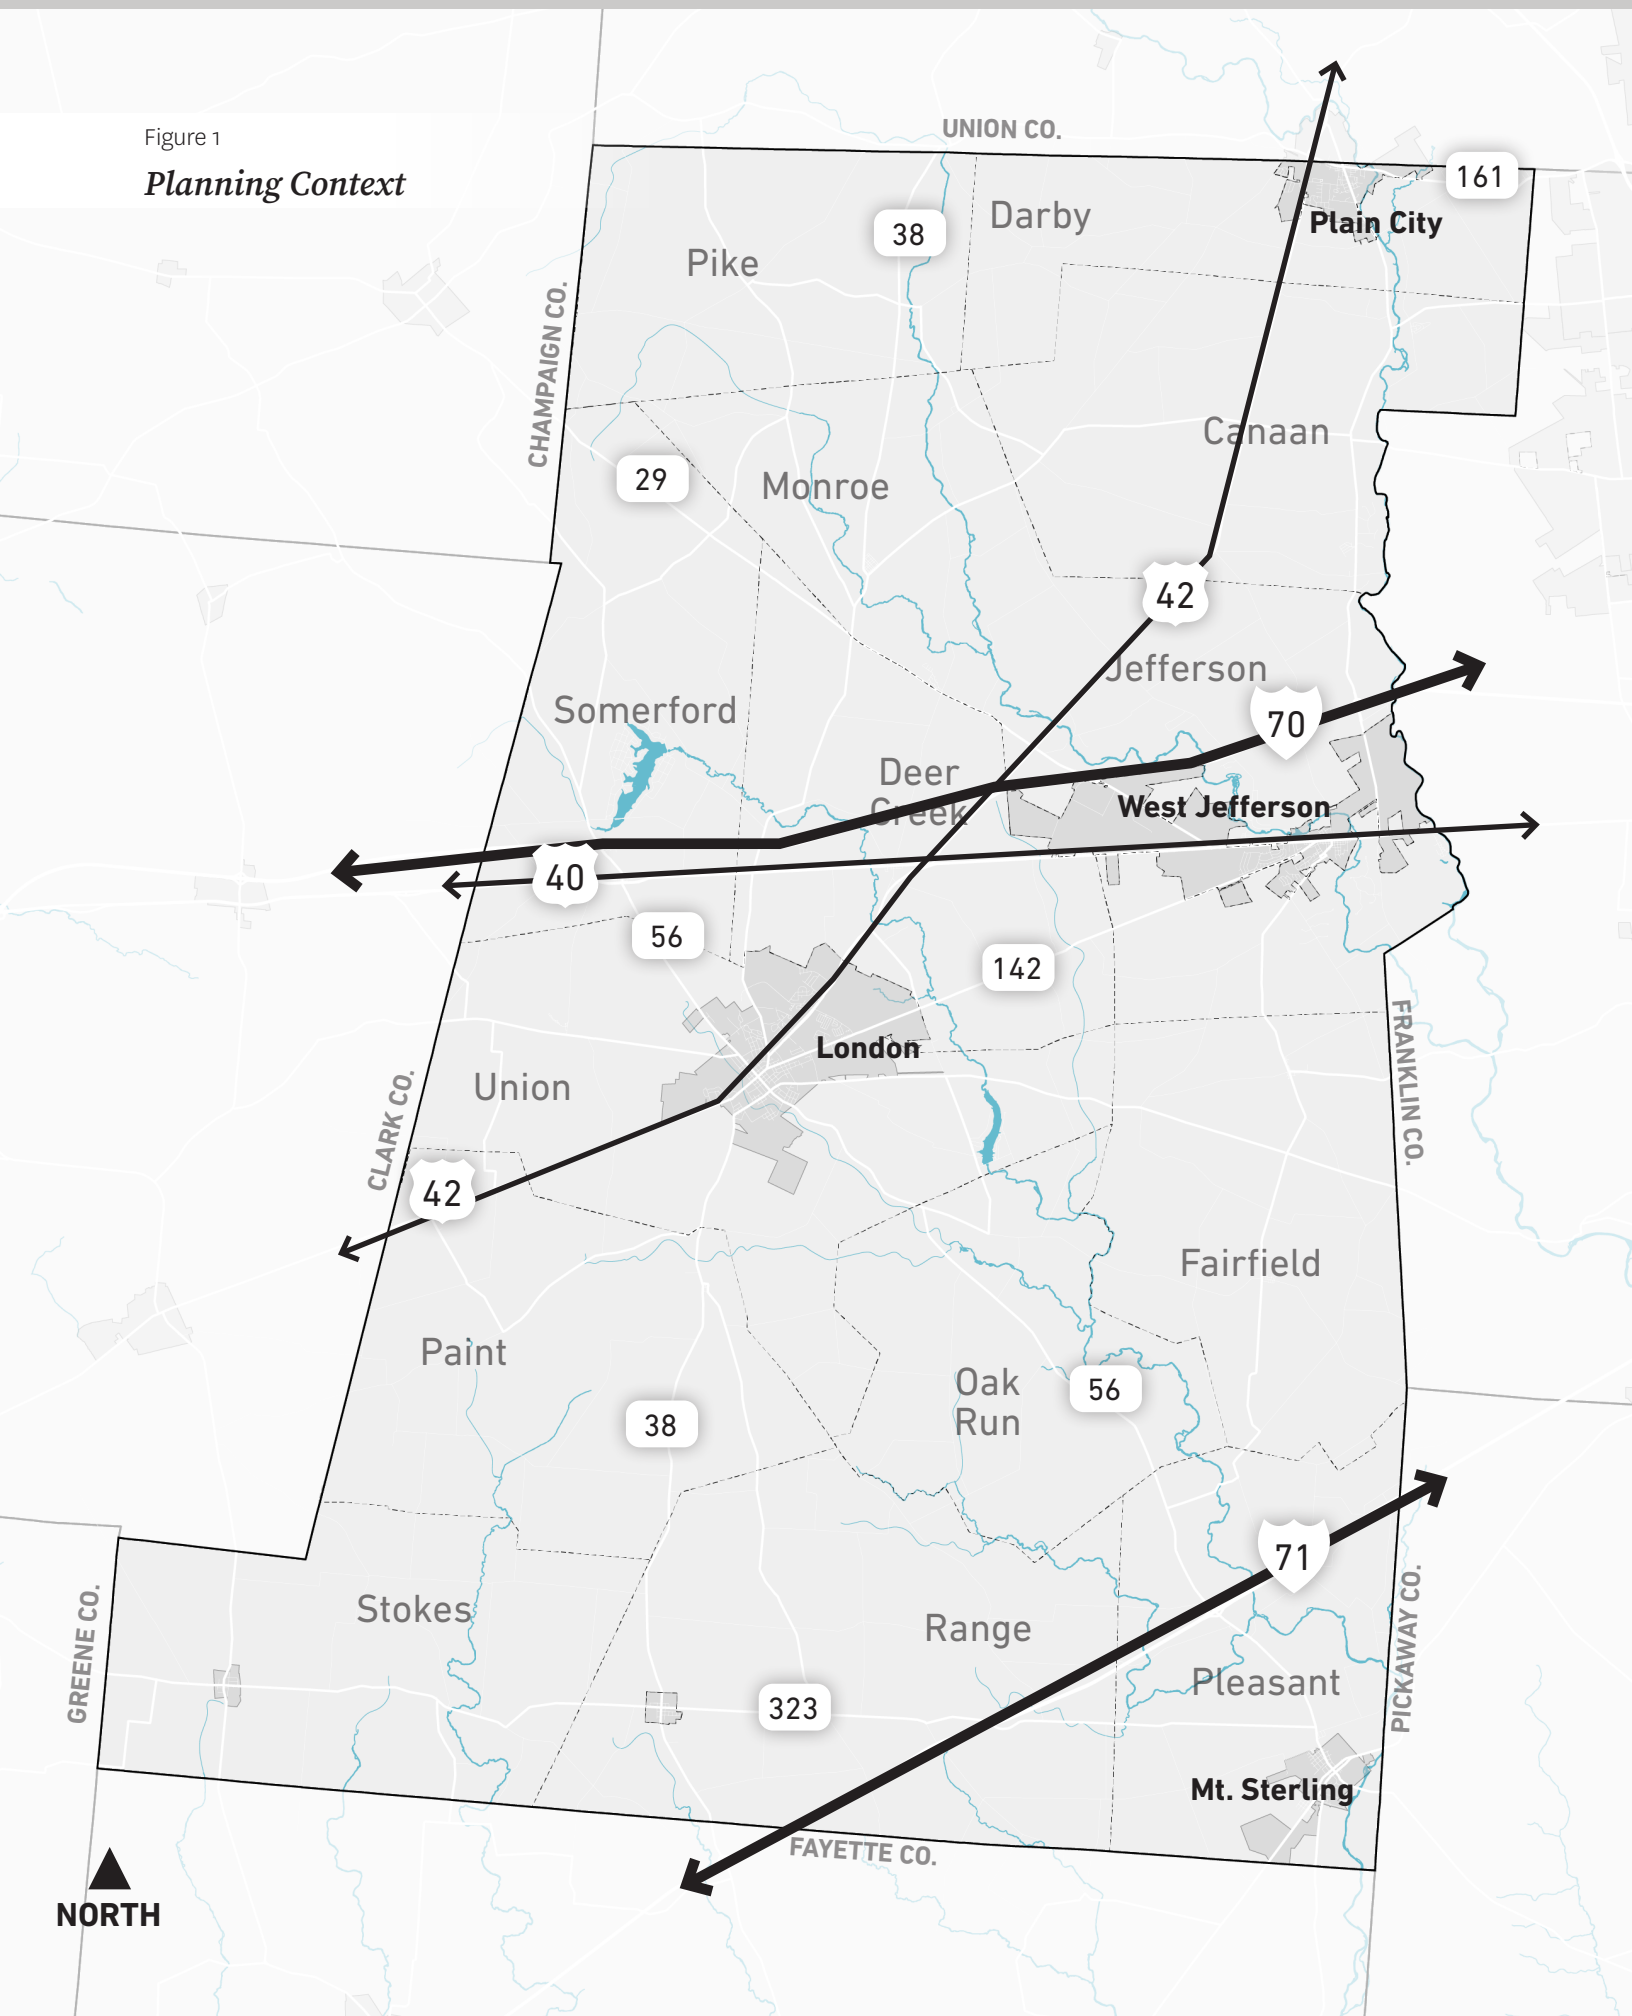 Figure 1
Planning Context
UNION CO.
161
38
Darby
Plain City
Pike
CHAMPAIGN CO.
Canaan
29
Monroe
42
Jefferson
Somerford
70
Deer
Creek
West Jefferson
40
56
142
London
FRANKLIN CO.
Union
CLARK CO.
42
Fairfield
Paint
Oak
Run
56
38
71
Stokes
GREENE CO.
Range
PICKAWAY CO.
Pleasant
323
Mt. Sterling
FAYETTE CO.
NORTH